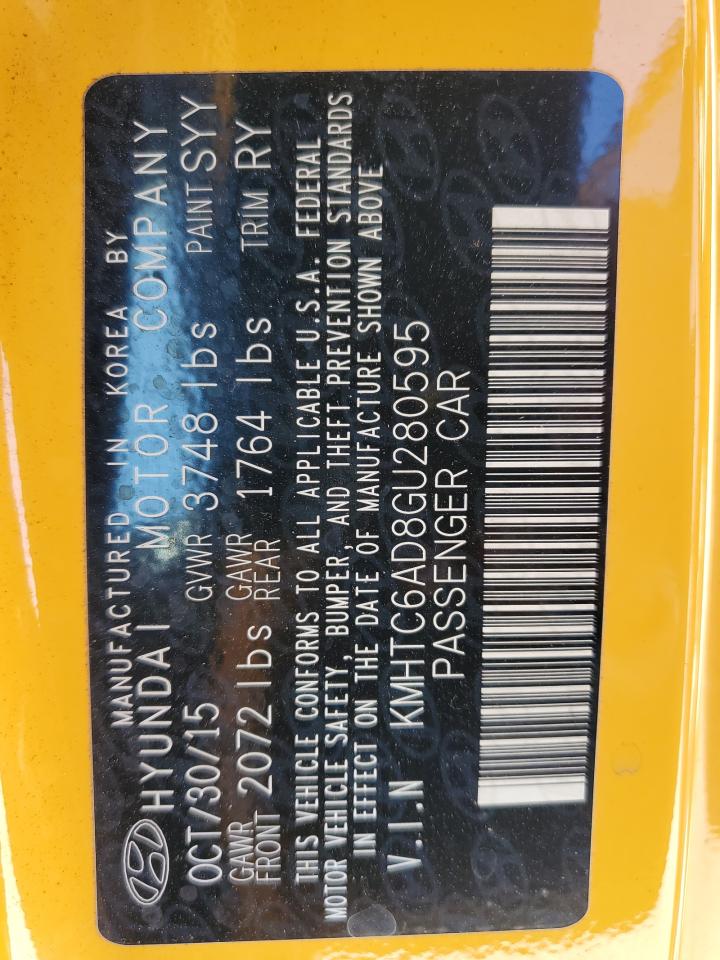 MANUFACTURED IN KOREA BY
HYUNDAI MOTOR COMPANY
OCT/30/15 GVWR 3748 lbs PAINT SYY
GAWR FRONT 2072 lbs GAWR REAR 1764 lbs TRIM RY
THIS VEHICLE CONFORMS TO ALL APPLICABLE U.S.A. FEDERAL
MOTOR VEHICLE SAFETY, BUMPER, AND THEFT PREVENTION STANDARDS
IN EFFECT ON THE DATE OF MANUFACTURE SHOWN ABOVE
V.I.N KMHTC6AD8GU280595
PASSENGER CAR